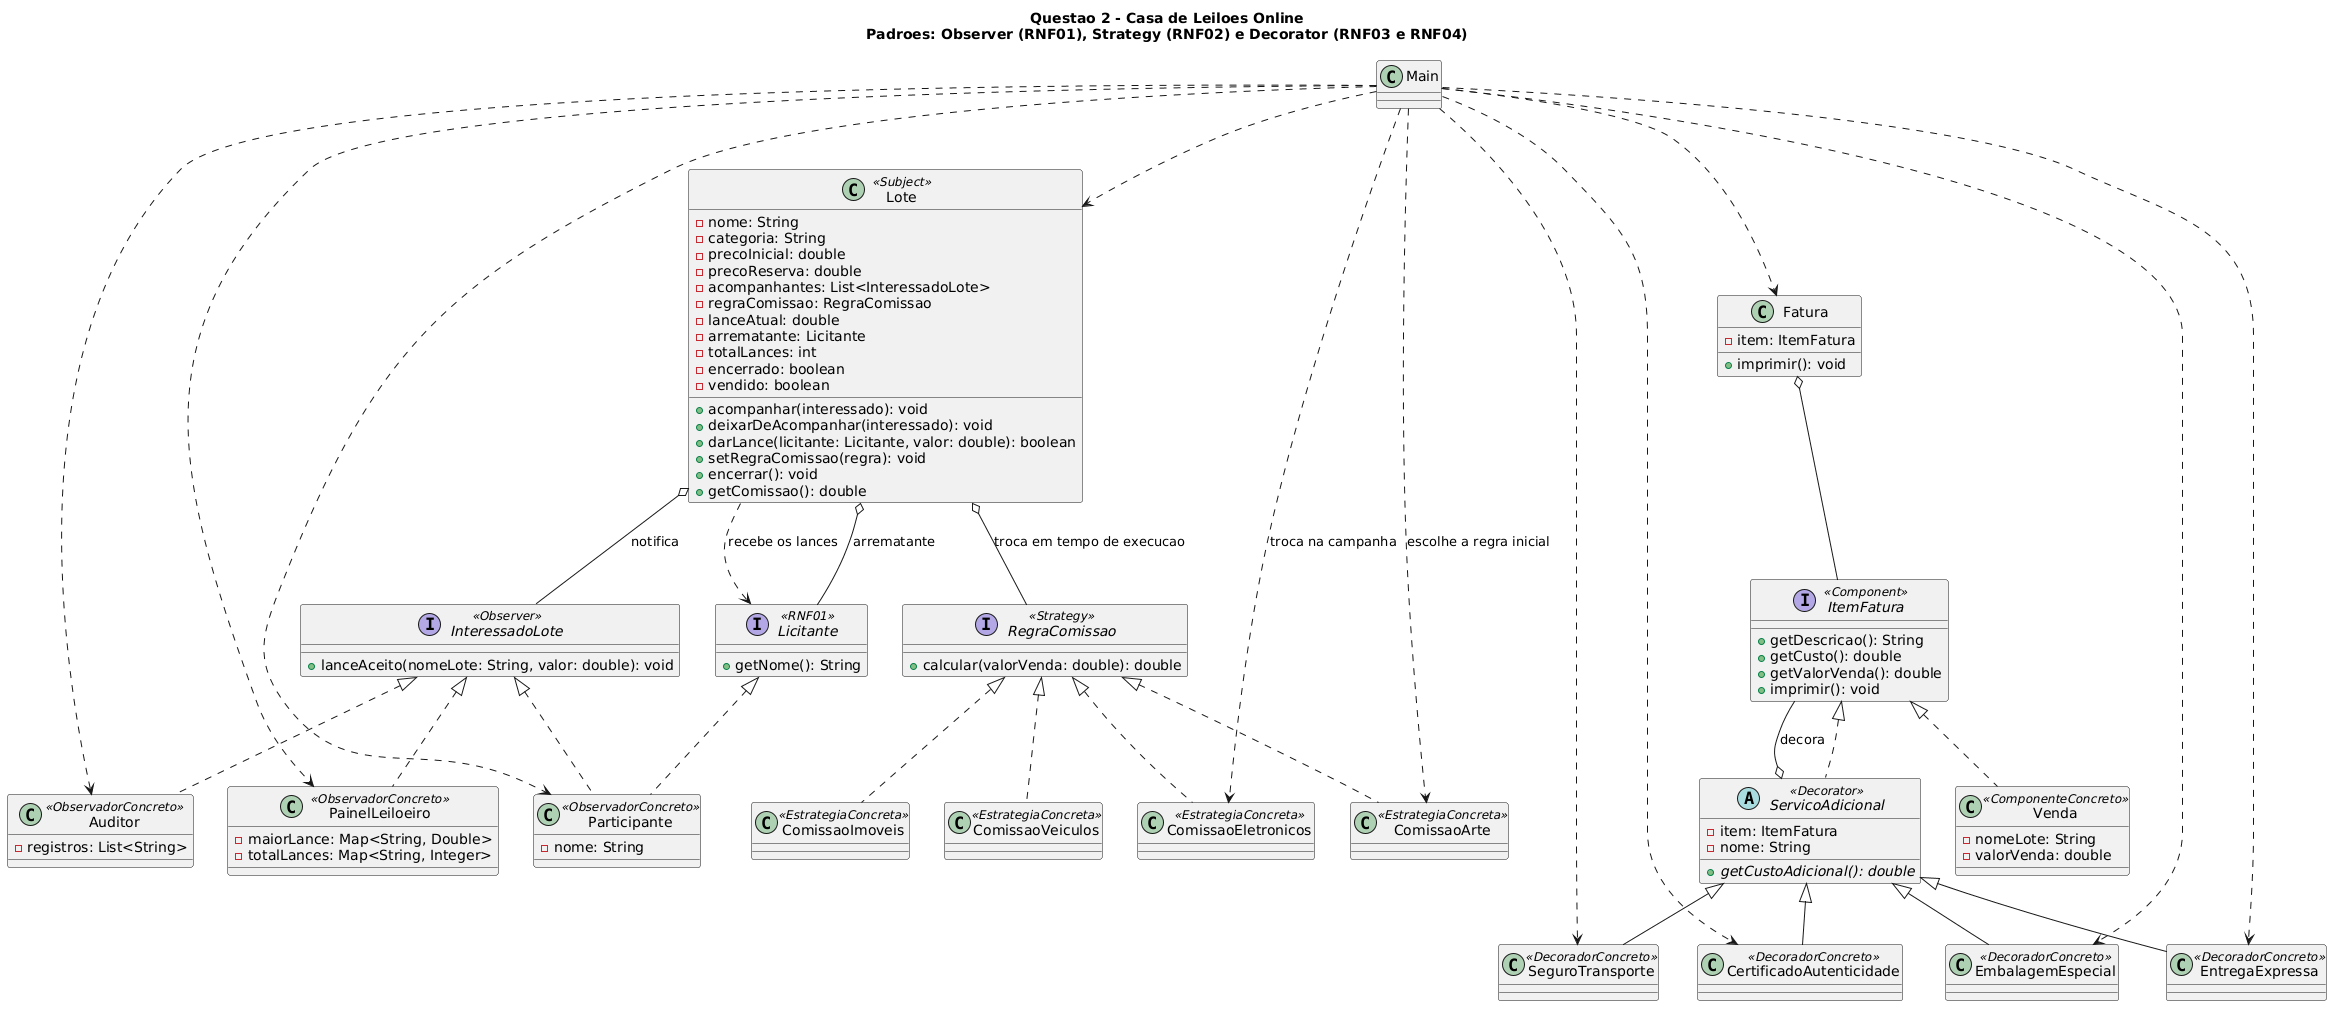 Questao 2 - Casa de Leiloes Online
Padroes: Observer (RNF01), Strategy (RNF02) e Decorator (RNF03 e RNF04)
C Main
C «Subject»
Lote
nome: String
categoria: String
precoInicial: double
precoReserva: double
acompanhantes: List<InteressadoLote>
regraComissao: RegraComissao
lanceAtual: double
arrematante: Licitante
totalLances: int
encerrado: boolean
vendido: boolean
acompanhar(interessado): void
deixarDeAcompanhar(interessado): void
darLance(licitante: Licitante, valor: double): boolean
setRegraComissao(regra): void
encerrar(): void
getComissao(): double
C Fatura
item: ItemFatura
imprimir(): void
notifica
recebe os lances
arrematante
troca em tempo de execucao
troca na campanha
escolhe a regra inicial
I «Observer»
InteressadoLote
lanceAceito(nomeLote: String, valor: double): void
I «RNF01»
Licitante
getNome(): String
I «Strategy»
RegraComissao
calcular(valorVenda: double): double
I «Component»
ItemFatura
getDescricao(): String
getCusto(): double
getValorVenda(): double
imprimir(): void
decora
C «ObservadorConcreto»
Auditor
registros: List<String>
C «ObservadorConcreto»
PainelLeiloeiro
maiorLance: Map<String, Double>
totalLances: Map<String, Integer>
C «ObservadorConcreto»
Participante
nome: String
C «EstrategiaConcreta»
ComissaoImoveis
C «EstrategiaConcreta»
ComissaoVeiculos
C «EstrategiaConcreta»
ComissaoEletronicos
C «EstrategiaConcreta»
ComissaoArte
A «Decorator»
ServicoAdicional
item: ItemFatura
nome: String
getCustoAdicional(): double
C «ComponenteConcreto»
Venda
nomeLote: String
valorVenda: double
C «DecoradorConcreto»
SeguroTransporte
C «DecoradorConcreto»
CertificadoAutenticidade
C «DecoradorConcreto»
EmbalagemEspecial
C «DecoradorConcreto»
EntregaExpressa